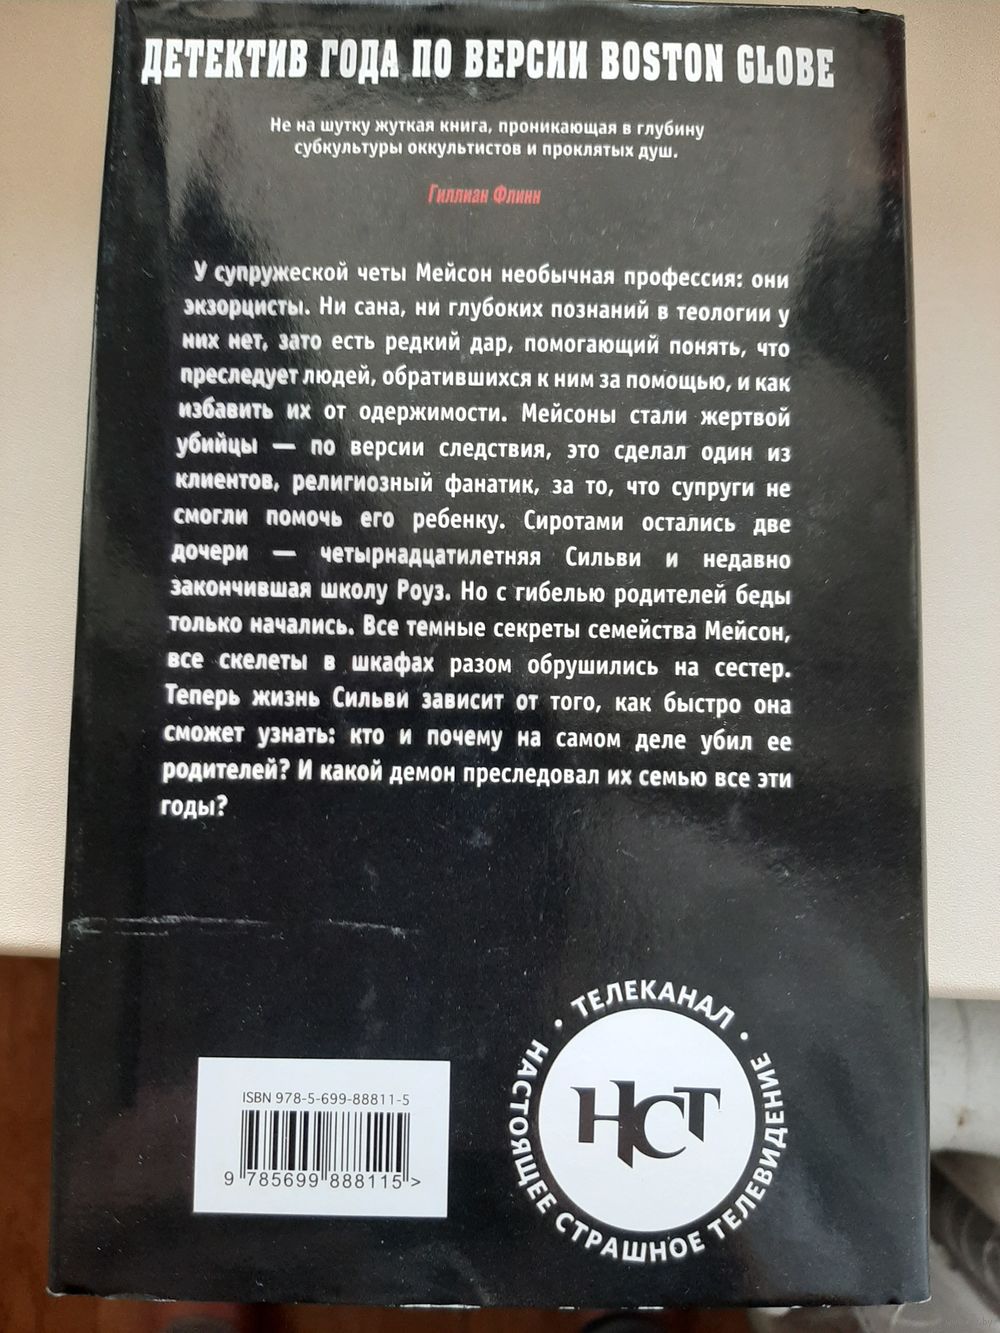 ДЕТЕКТИВ ГОДА ПО ВЕРСИИ BOSTON GLOBE
Не на шутку жуткая книга, проникающая в глубину
субкультуры оккультистов и проклятых душ.
Гиллиан Флинн
У супружеской четы Мейсон необычная профессия: они
экзорцисты. Ни сана, ни глубоких познаний в теологии у
них нет, зато есть редкий дар, помогающий понять, что
преследует людей, обратившихся к ним за помощью, и как
избавить их от одержимости. Мейсоны стали жертвой
убийцы — по версии следствия, это сделал один из
клиентов, религиозный фанатик, за то, что супруги не
смогли помочь его ребенку. Сиротами остались две
дочери — четырнадцатилетняя Сильви и недавно
закончившая школу Роуз. Но с гибелью родителей беды
только начались. Все темные секреты семейства Мейсон,
все скелеты в шкафах разом обрушились на сестер.
Теперь жизнь Сильви зависит от того, как быстро она
сможет узнать: кто и почему на самом деле убил ее
родителей? И какой демон преследовал их семью все эти
годы?
ISBN 978-5-699-88811-5
9 785699 888115 >
• ТЕЛЕКАНАЛ •
НАСТОЯЩЕЕ СТРАШНОЕ ТЕЛЕВИДЕНИЕ
НСТ